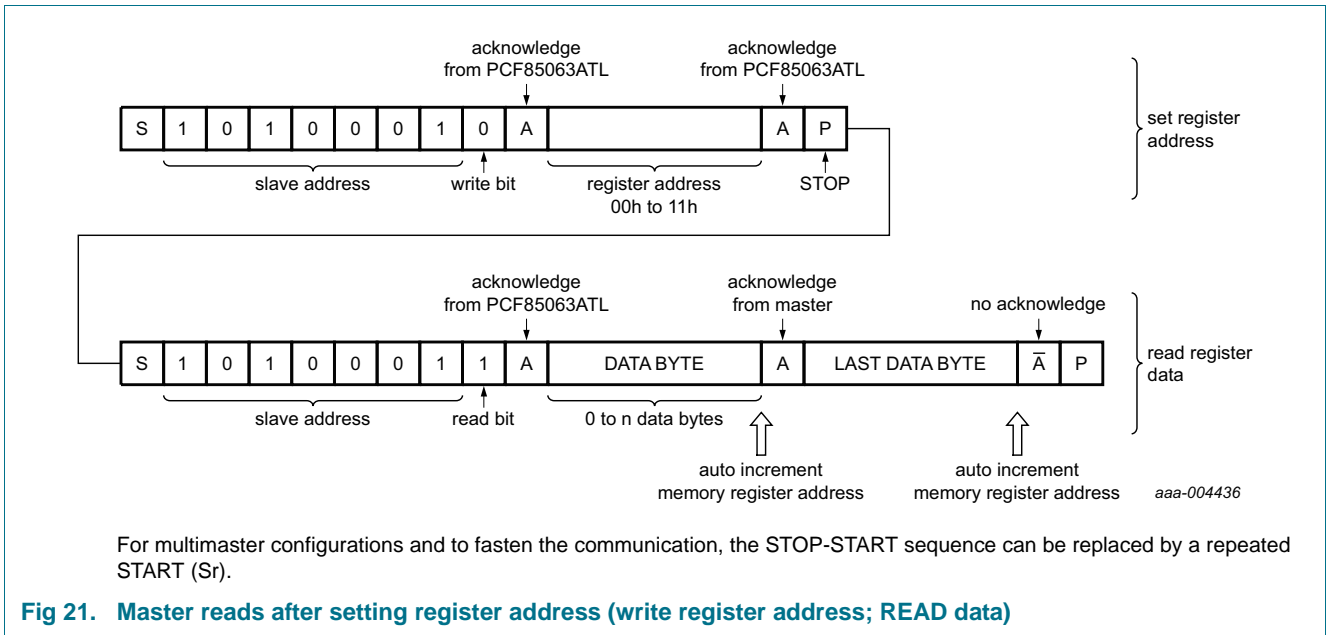 acknowledge
from PCF85063ATL
acknowledge
from PCF85063ATL
S 1 0 1 0 0 0 1 0 A A P
set register
address
slave address
write bit
register address
00h to 11h
STOP
acknowledge
from PCF85063ATL
acknowledge
from master
no acknowledge
S 1 0 1 0 0 0 1 1 A DATA BYTE A LAST DATA BYTE A̅ P
read register
data
slave address
read bit
0 to n data bytes
auto increment
memory register address
auto increment
memory register address
aaa-004436
For multimaster configurations and to fasten the communication, the STOP-START sequence can be replaced by a repeated
START (Sr).
Fig 21. Master reads after setting register address (write register address; READ data)